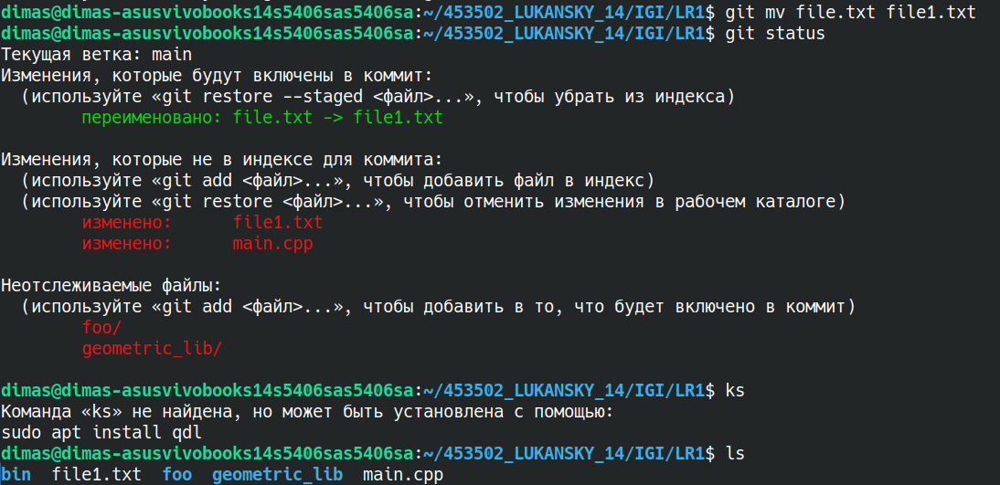 dimas@dimas-asusvivobooks14s5406sas5406sa:~/453502_LUKANSKY_14/IGI/LR1$ git mv file.txt file1.txt
dimas@dimas-asusvivobooks14s5406sas5406sa:~/453502_LUKANSKY_14/IGI/LR1$ git status
Текущая ветка: main
Изменения, которые будут включены в коммит:
  (используйте «git restore --staged <файл>...», чтобы убрать из индекса)
        переименовано: file.txt -> file1.txt

Изменения, которые не в индексе для коммита:
  (используйте «git add <файл>...», чтобы добавить файл в индекс)
  (используйте «git restore <файл>...», чтобы отменить изменения в рабочем каталоге)
        изменено:      file1.txt
        изменено:      main.cpp

Неотслеживаемые файлы:
  (используйте «git add <файл>...», чтобы добавить в то, что будет включено в коммит)
        foo/
        geometric_lib/

dimas@dimas-asusvivobooks14s5406sas5406sa:~/453502_LUKANSKY_14/IGI/LR1$ ks
Команда «ks» не найдена, но может быть установлена с помощью:
sudo apt install qdl
dimas@dimas-asusvivobooks14s5406sas5406sa:~/453502_LUKANSKY_14/IGI/LR1$ ls
bin  file1.txt  foo  geometric_lib  main.cpp